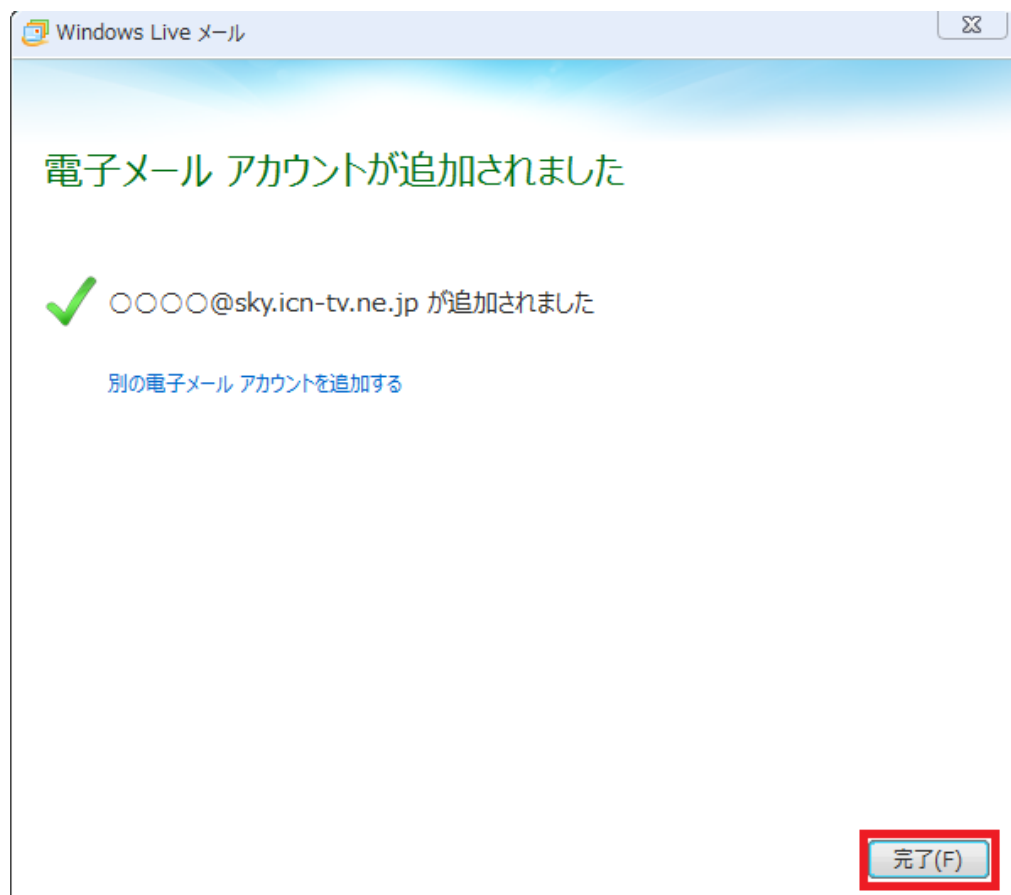 Windows Live メール
電子メール アカウントが追加されました
○○○○@sky.icn-tv.ne.jp が追加されました
別の電子メール アカウントを追加する
完了(F)